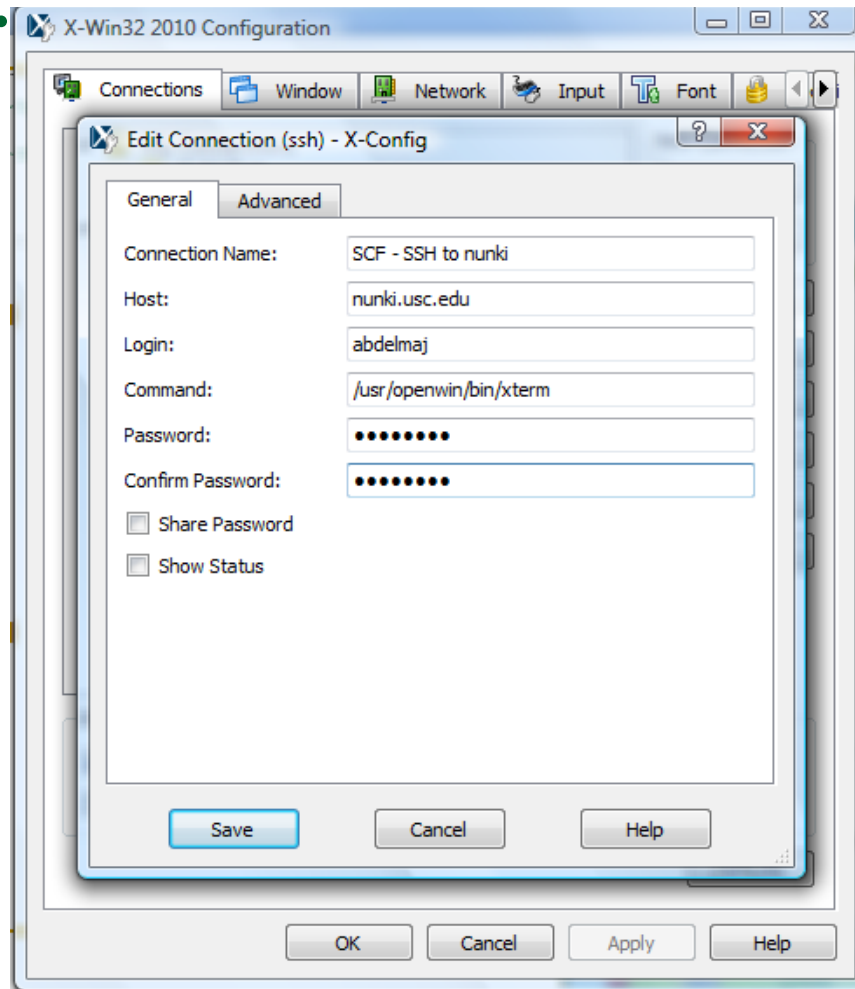 X-Win32 2010 Configuration
Connections Window Network Input Font
Edit Connection (ssh) - X-Config
General Advanced
Connection Name: SCF - SSH to nunki
Host: nunki.usc.edu
Login: abdelmaj
Command: /usr/openwin/bin/xterm
Password: ••••••••
Confirm Password: ••••••••
Share Password
Show Status
Save Cancel Help
OK Cancel Apply Help